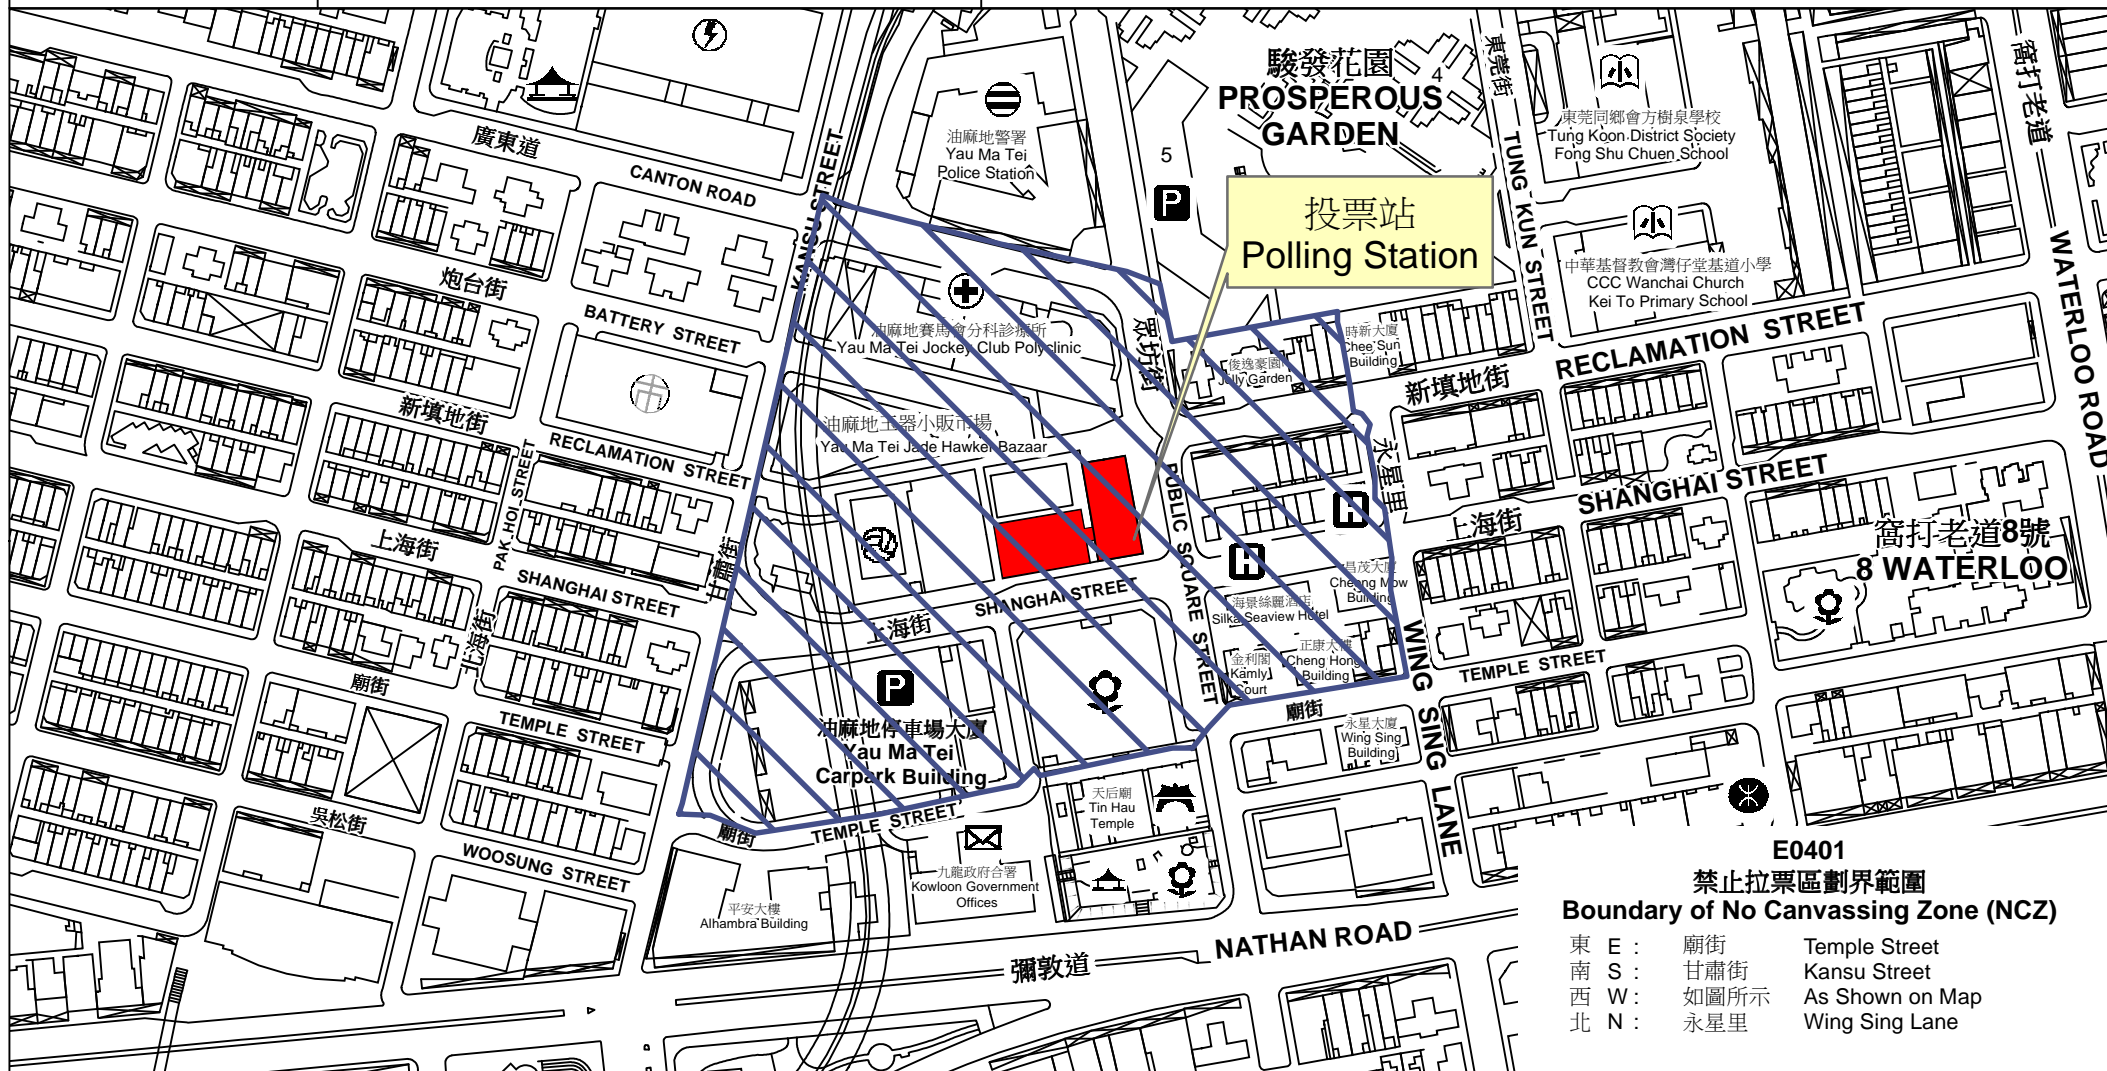 駿發花園
PROSPEROUS
GARDEN
4
5
東莞街
TUNG KUN STREET
窩打老道
WATERLOO ROAD
東莞同鄉會方樹泉學校
Tung Koon District Society
Fong Shu Chuen School
油麻地警署
Yau Ma Tei
Police Station
廣東道
CANTON ROAD
KANSU STREET
P
投票站
Polling Station
中華基督教會灣仔堂基道小學
CCC Wanchai Church
Kei To Primary School
炮台街
BATTERY STREET
油麻地賽馬會分科診療所
Yau Ma Tei Jockey Club Polyclinic
眾坊街
PUBLIC SQUARE STREET
時新大廈
Chee Sun
Building
俊逸豪園
Jolly Garden
新填地街
RECLAMATION STREET
新填地街
RECLAMATION STREET
油麻地玉器小販市場
Yau Ma Tei Jade Hawker Bazaar
永星里
WING SING LANE
PAK HOI STREET
北海街
甘肅街
上海街
SHANGHAI STREET
SHANGHAI STREET
上海街
上海街
SHANGHAI STREET
H
H
昌茂大廈
Cheong Mow
Building
海景絲麗酒店
Silka Seaview Hotel
窩打老道8號
8 WATERLOO
金利閣
Kamly
Court
正康大樓
Cheng Hong
Building
P
油麻地停車場大廈
Yau Ma Tei
Carpark Building
廟街
TEMPLE STREET
廟街
TEMPLE STREET
廟街
TEMPLE STREET
永星大廈
Wing Sing
Building
天后廟
Tin Hau
Temple
吳松街
WOOSUNG STREET
九龍政府合署
Kowloon Government
Offices
平安大樓
Alhambra Building
彌敦道
NATHAN ROAD
E0401
禁止拉票區劃界範圍
Boundary of No Canvassing Zone (NCZ)
東 E : 廟街 Temple Street
南 S : 甘肅街 Kansu Street
西 W : 如圖所示 As Shown on Map
北 N : 永星里 Wing Sing Lane